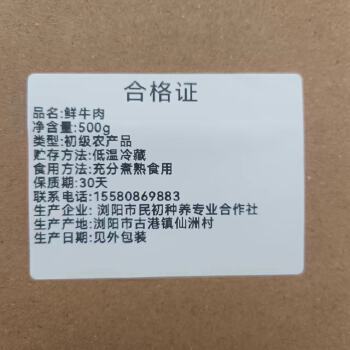 合格证
品名:鲜牛肉
净含量:500g
类型:初级农产品
贮存方法:低温冷藏
食用方法:充分煮熟食用
保质期:30天
联系电话:15580869883
生产企业:浏阳市民初种养专业合作社
生产产地:浏阳市古港镇仙洲村
生产日期:见外包装